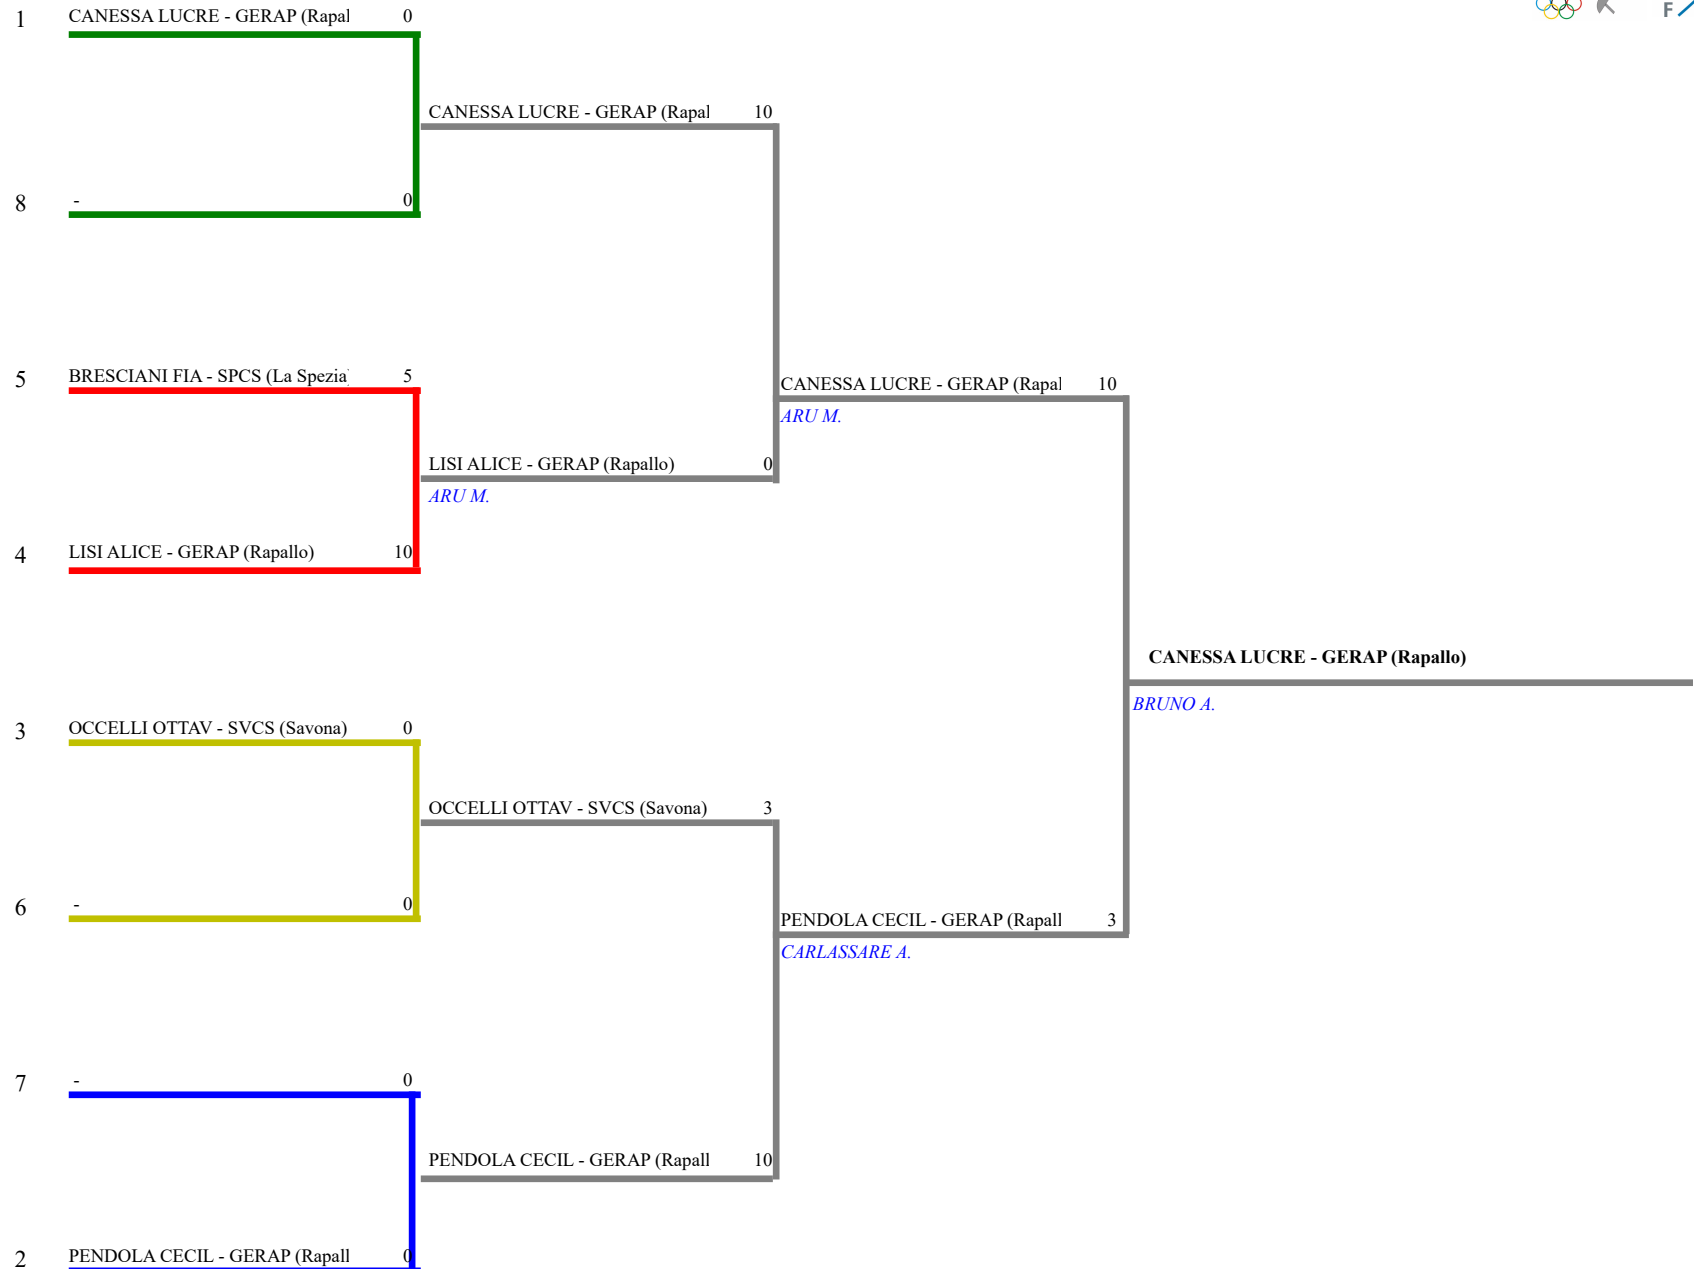 1 CANESSA LUCRE - GERAP (Rapal 0
F
CANESSA LUCRE - GERAP (Rapal 10
8 - 0
5 BRESCIANI FIA - SPCS (La Spezia 5
CANESSA LUCRE - GERAP (Rapal 10
ARU M.
LISI ALICE - GERAP (Rapallo) 0
ARU M.
4 LISI ALICE - GERAP (Rapallo) 10
CANESSA LUCRE - GERAP (Rapallo)
BRUNO A.
3 OCCELLI OTTAV - SVCS (Savona) 0
OCCELLI OTTAV - SVCS (Savona) 3
6 - 0
PENDOLA CECIL - GERAP (Rapall 3
CARLASSARE A.
7 - 0
PENDOLA CECIL - GERAP (Rapall 10
2 PENDOLA CECIL - GERAP (Rapall 0